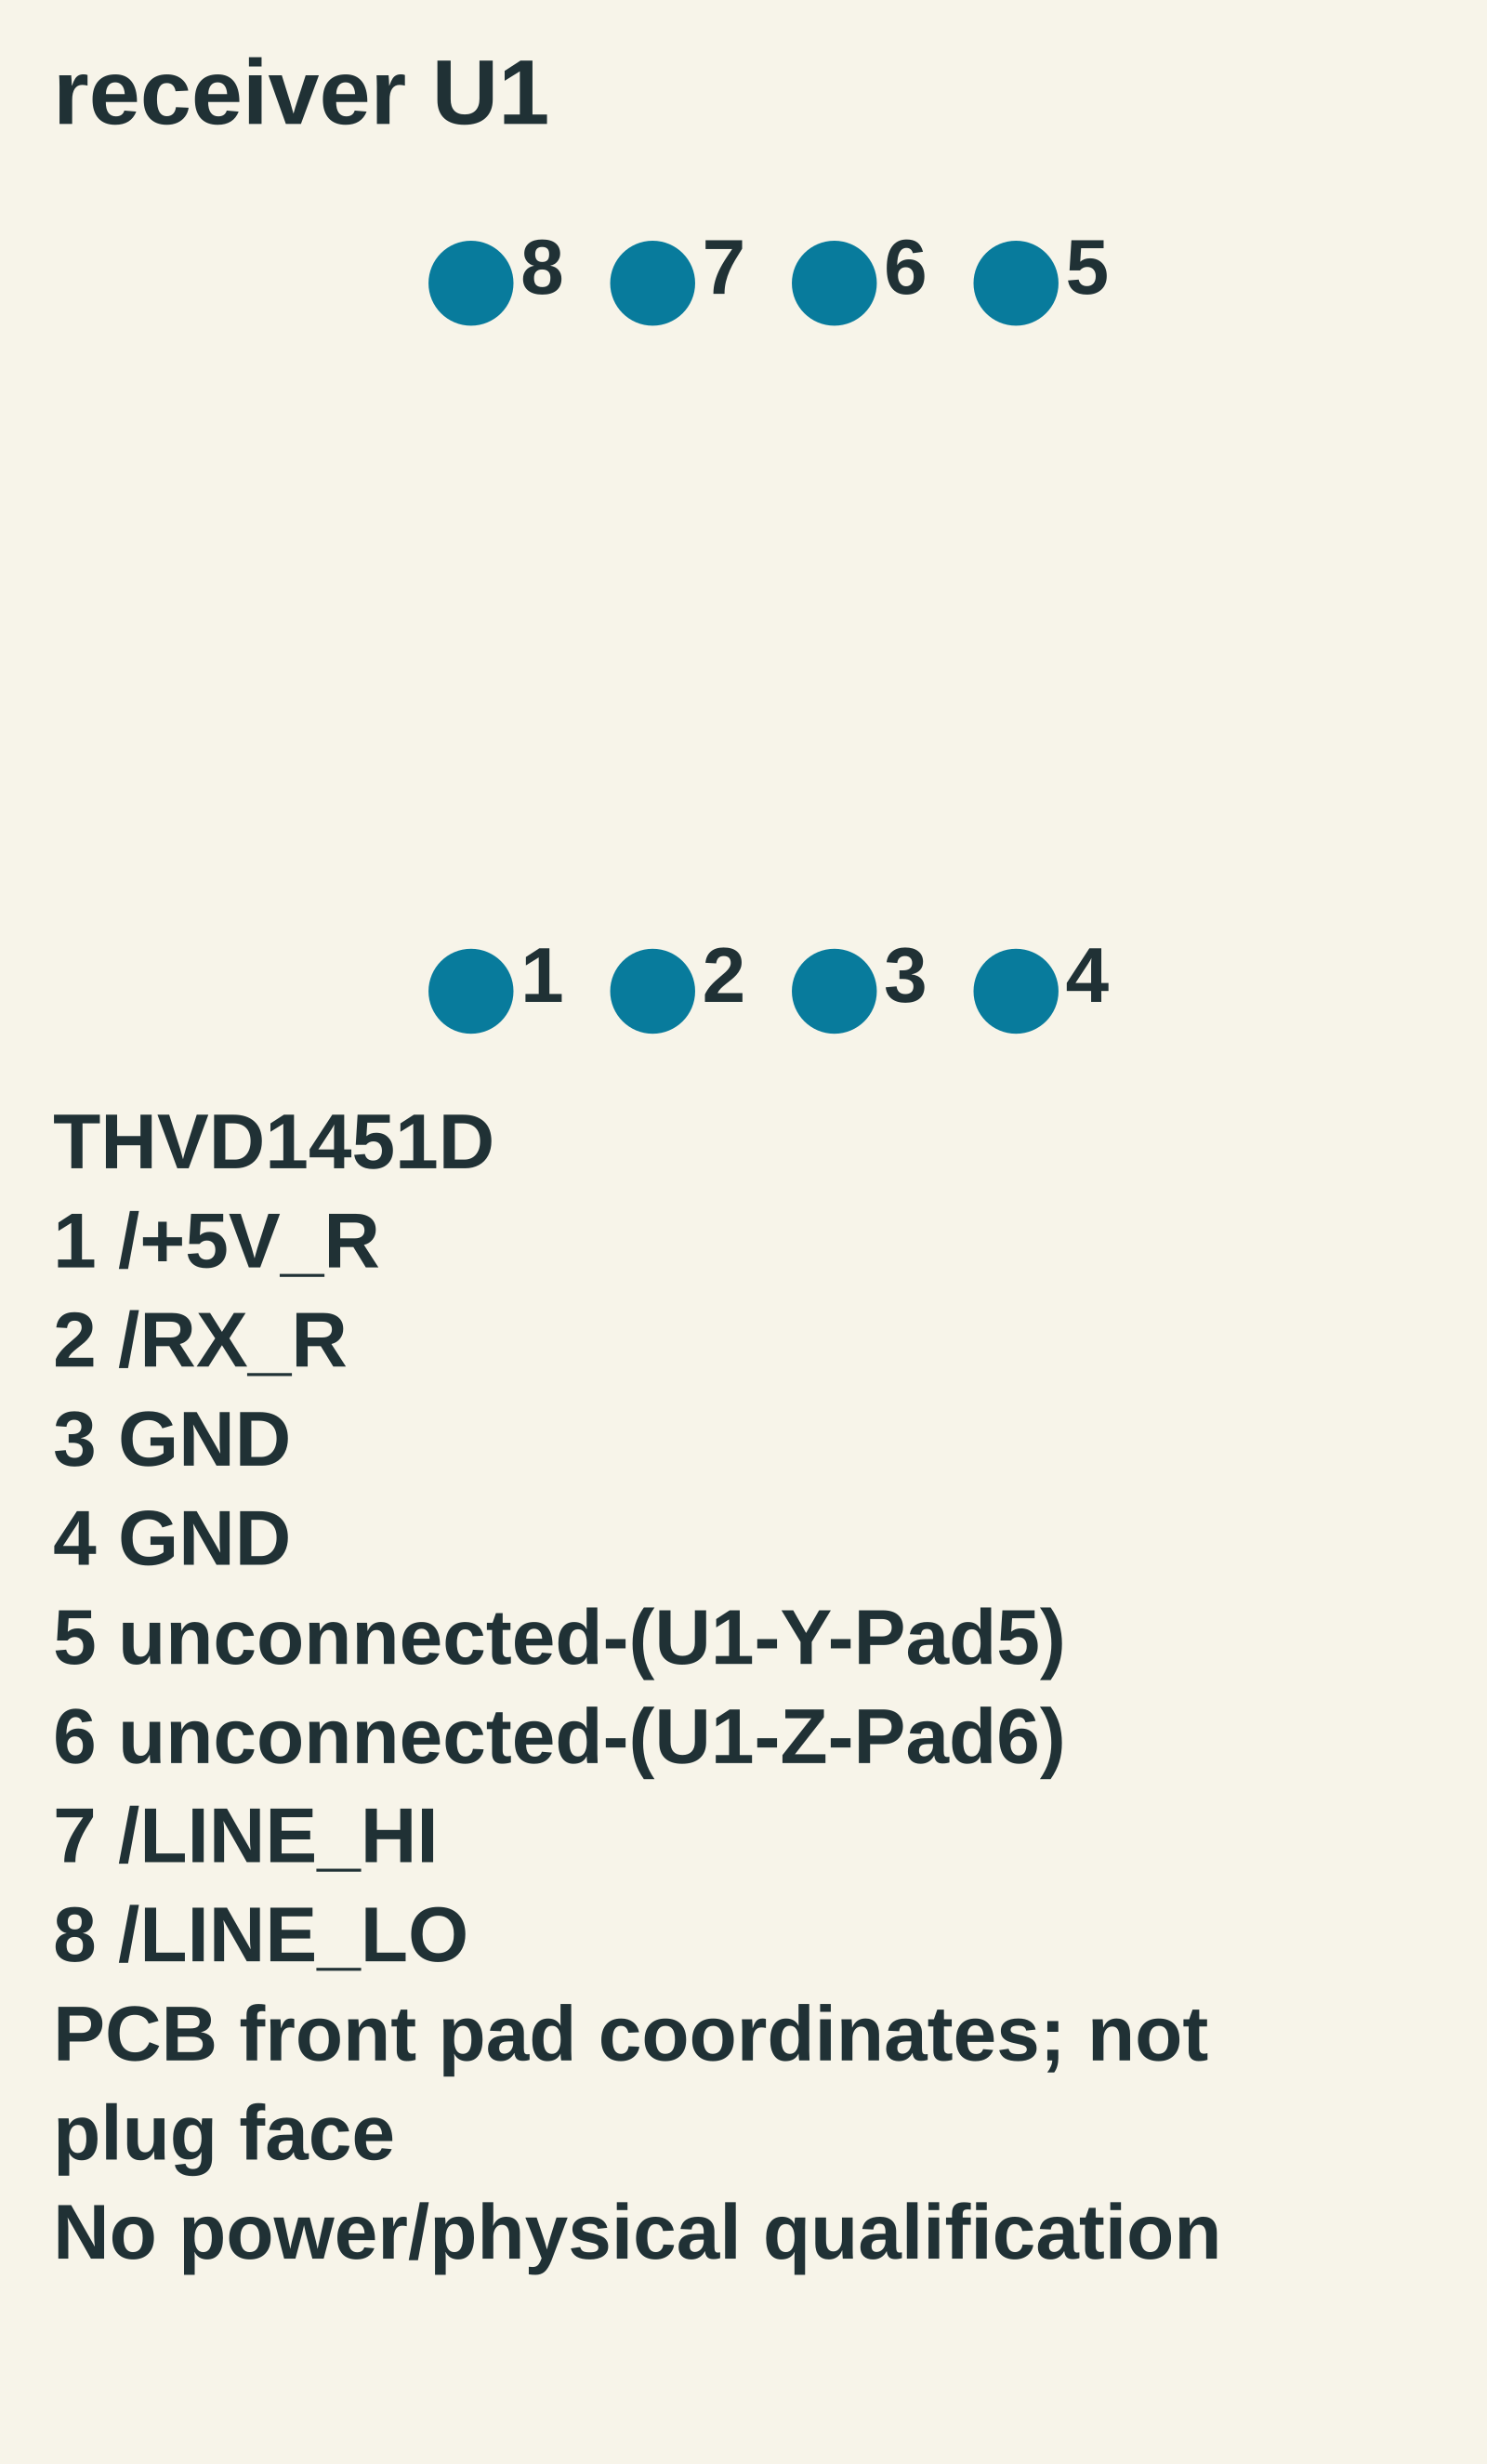 receiver U1
8 7 6 5
1 2 3 4
THVD1451D
1 /+5V_R
2 /RX_R
3 GND
4 GND
5 unconnected-(U1-Y-Pad5)
6 unconnected-(U1-Z-Pad6)
7 /LINE_HI
8 /LINE_LO
PCB front pad coordinates; not
plug face
No power/physical qualification